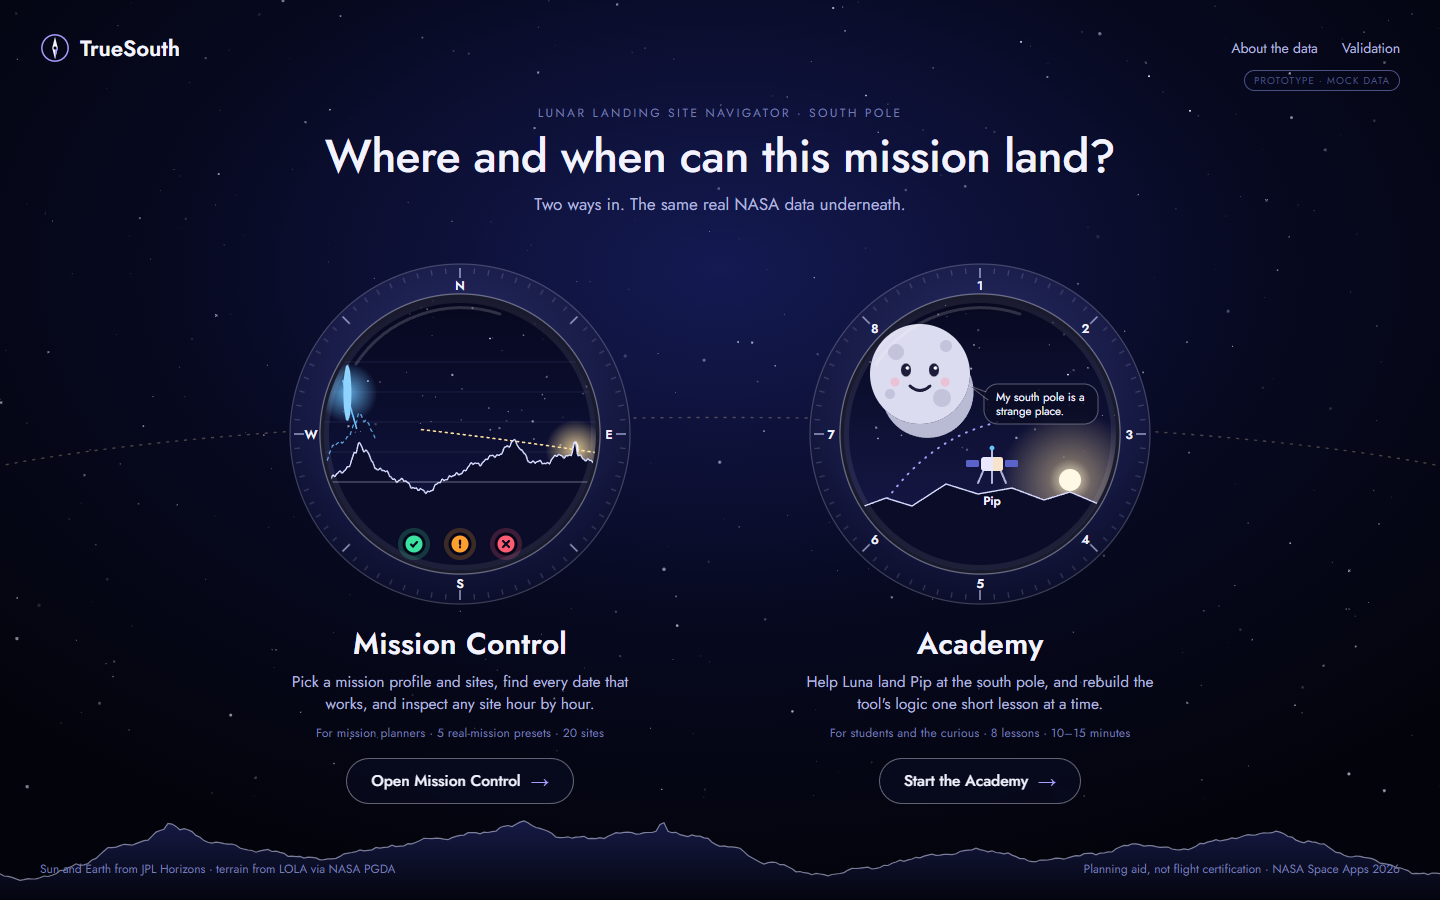 TrueSouth
About the data
Validation
PROTOTYPE · MOCK DATA
LUNAR LANDING SITE NAVIGATOR · SOUTH POLE
Where and when can this mission land?
Two ways in. The same real NASA data underneath.
N
W
E
S
1
2
3
4
5
6
7
8
My south pole is a
strange place.
Pip
Mission Control
Pick a mission profile and sites, find every date that
works, and inspect any site hour by hour.
For mission planners · 5 real-mission presets · 20 sites
Open Mission Control →
Academy
Help Luna land Pip at the south pole, and rebuild the
tool's logic one short lesson at a time.
For students and the curious · 8 lessons · 10–15 minutes
Start the Academy →
Sun and Earth from JPL Horizons · terrain from LOLA via NASA PGDA
Planning aid, not flight certification · NASA Space Apps 2026